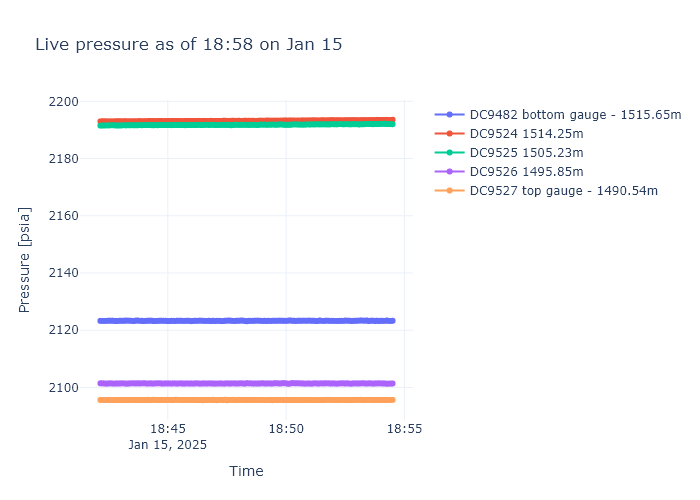 Live pressure as of 18:58 on Jan 15
2200
2180
2160
2140
2120
2100
Pressure [psia]
18:45
Jan 15, 2025
18:50
18:55
Time
DC9482 bottom gauge - 1515.65m
DC9524 1514.25m
DC9525 1505.23m
DC9526 1495.85m
DC9527 top gauge - 1490.54m